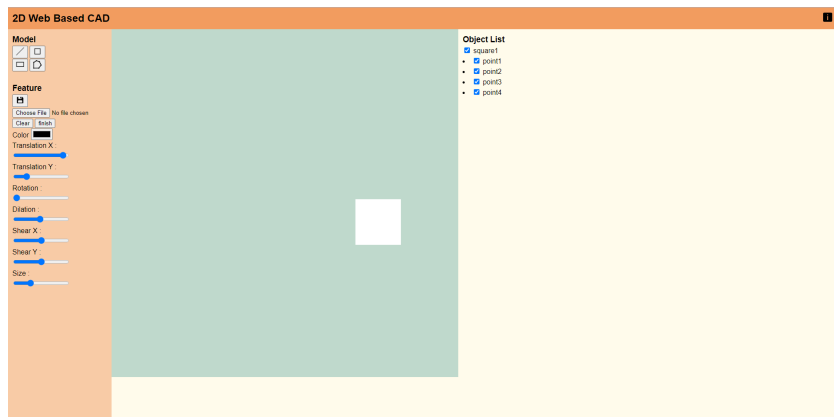 2D Web Based CAD
i
Model
Feature
Choose File No file chosen
Clear finish
Color:
Translation X :
Translation Y :
Rotation :
Dilation :
Shear X :
Shear Y :
Size :
Object List
square1
point1
point2
point3
point4